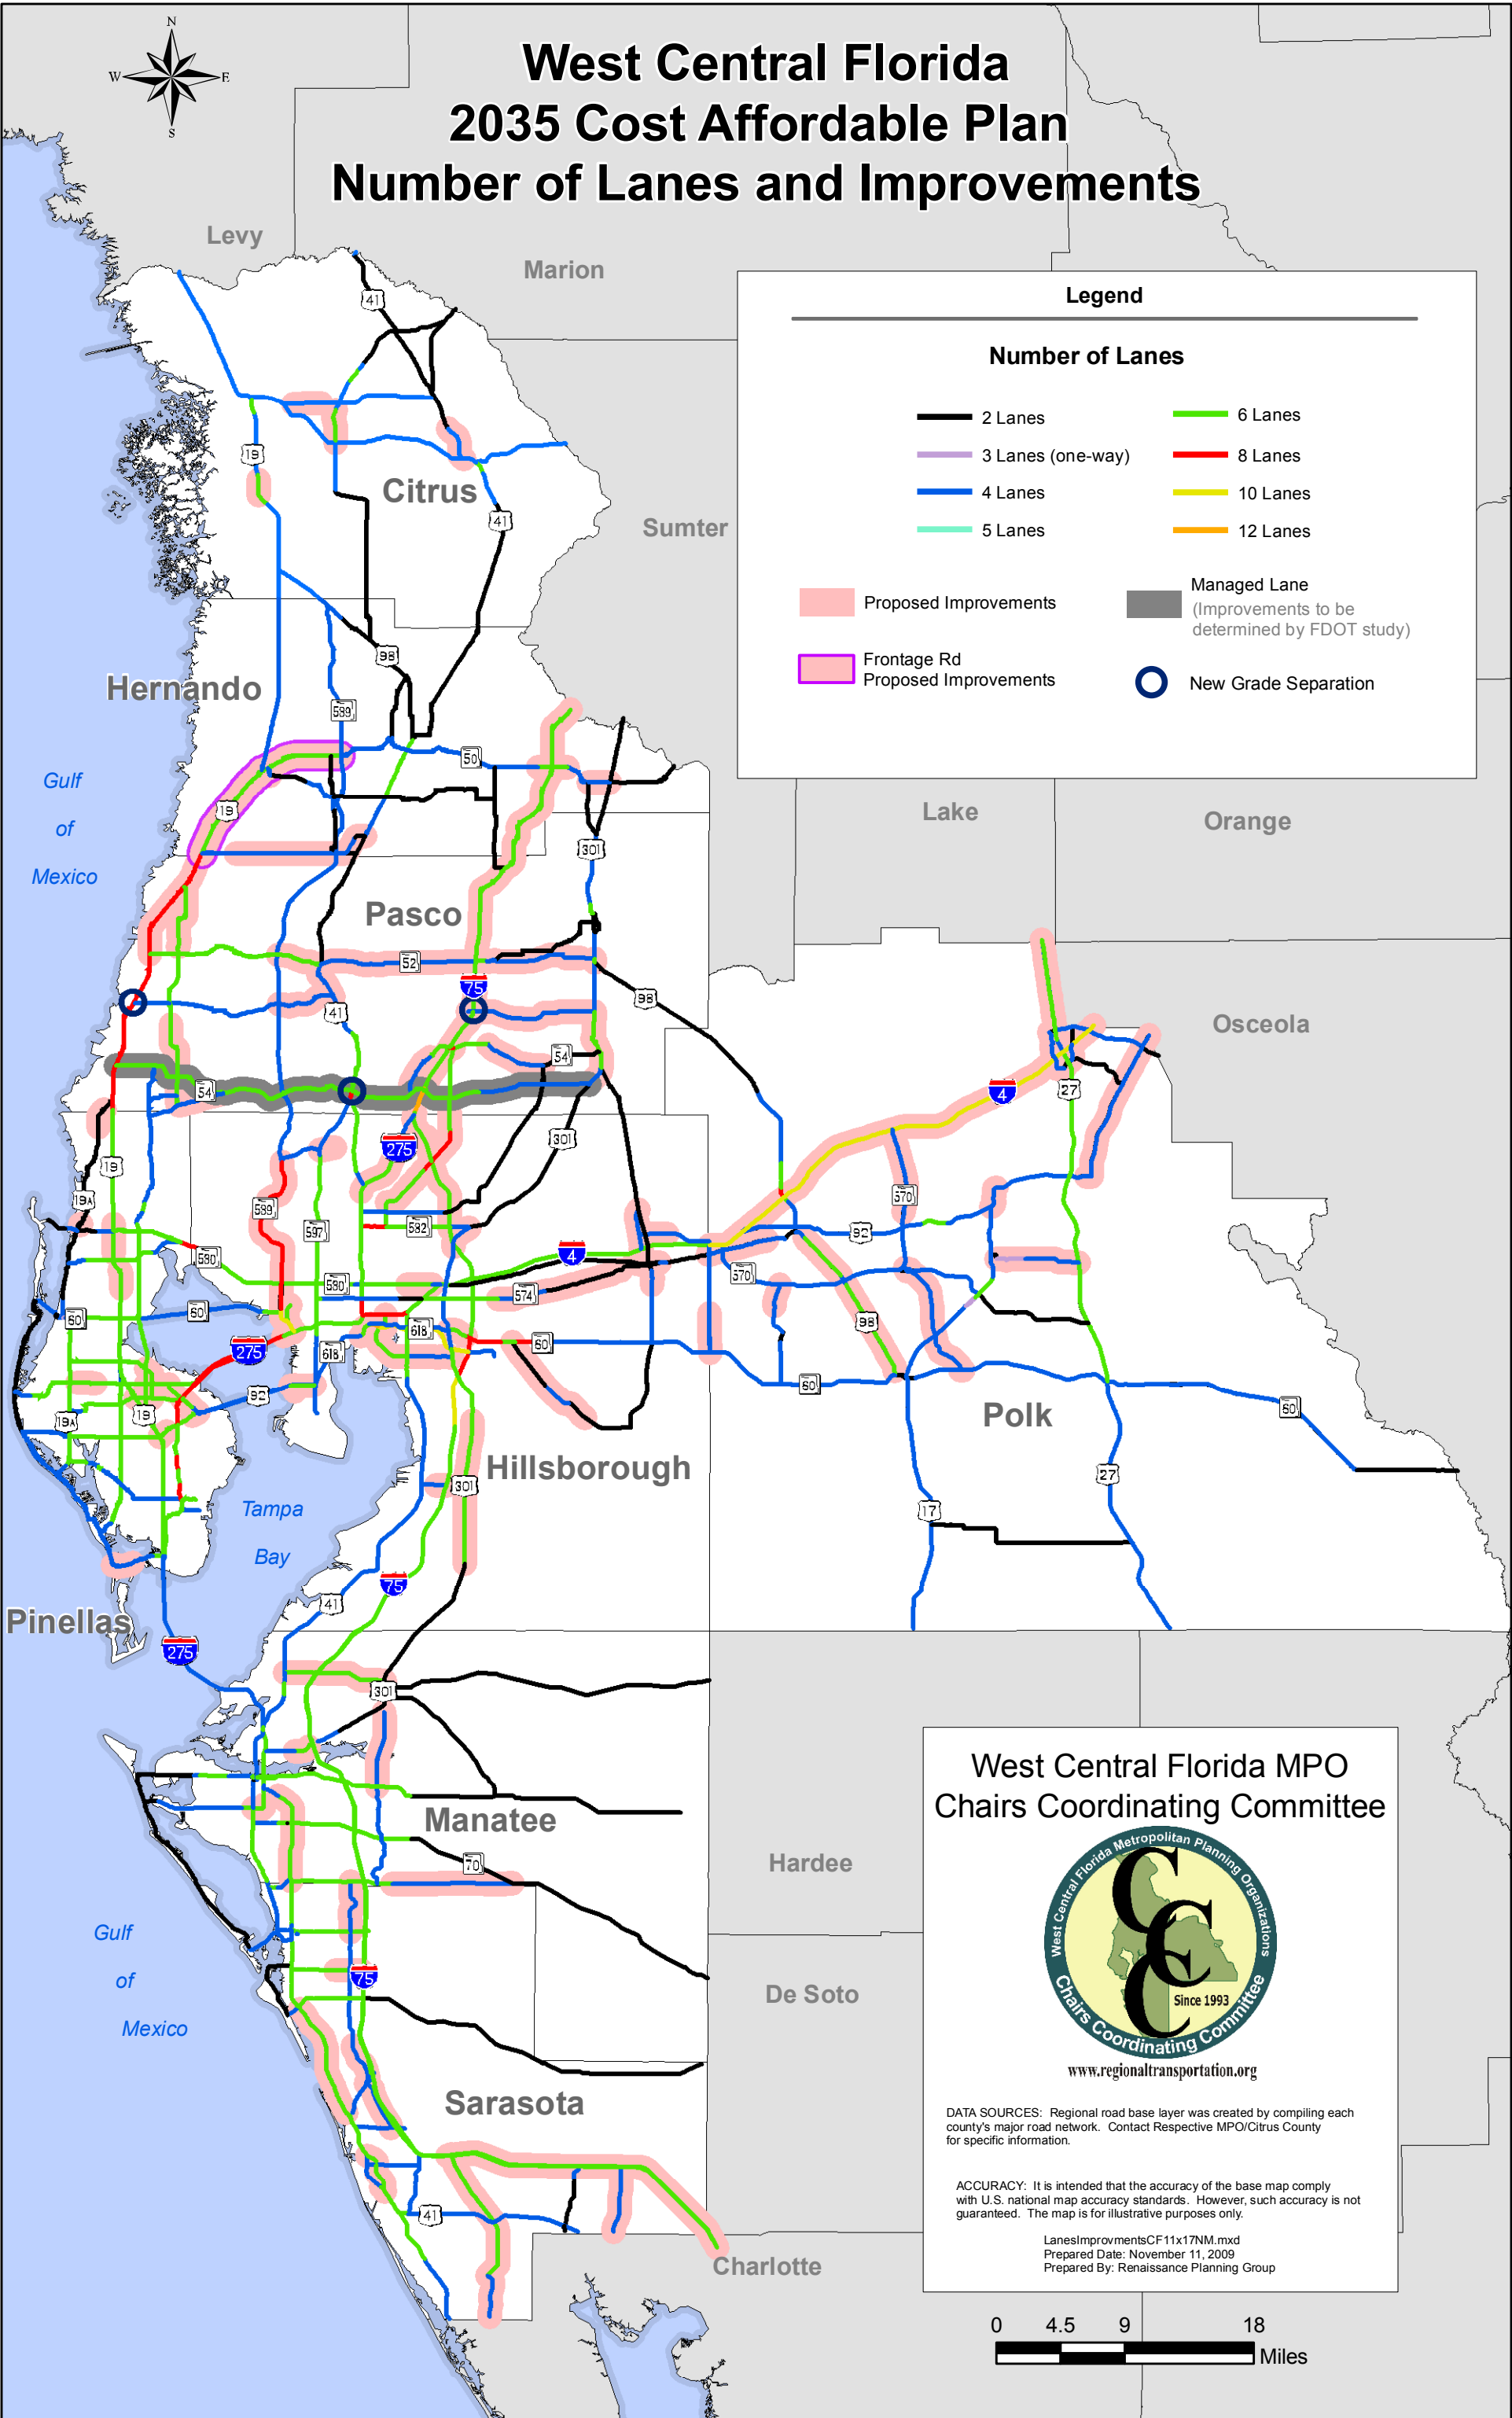 West Central Florida
2035 Cost Affordable Plan
Number of Lanes and Improvements
N
W
E
S
Levy
Marion
41
Legend
Number of Lanes
2 Lanes
3 Lanes (one-way)
4 Lanes
5 Lanes
6 Lanes
8 Lanes
10 Lanes
12 Lanes
Proposed Improvements
Frontage Rd
Proposed Improvements
Managed Lane
(Improvements to be
determined by FDOT study)
New Grade Separation
19
Citrus
41
Sumter
98
Hernando
589
50
Gulf
of
Mexico
19
301
Lake
Orange
Pasco
52
75
98
41
Osceola
54
54
4
27
275
301
19
19A
589
597
582
570
92
580
4
580
570
574
60
60
618
618
60
98
275
92
60
19A
19
Polk
60
Hillsborough
301
27
17
Tampa
Bay
75
41
Pinellas
275
301
Manatee
70
Hardee
Gulf
of
Mexico
75
De Soto
Sarasota
41
Charlotte
West Central Florida MPO
Chairs Coordinating Committee
West Central Florida Metropolitan Planning Organizations
C
C
C
Since 1993
Chairs Coordinating Committee
www.regionaltransportation.org
DATA SOURCES: Regional road base layer was created by compiling each
county's major road network. Contact Respective MPO/Citrus County
for specific information.
ACCURACY: It is intended that the accuracy of the base map comply
with U.S. national map accuracy standards. However, such accuracy is not
guaranteed. The map is for illustrative purposes only.
LanesImprovmentsCF11x17NM.mxd
Prepared Date: November 11, 2009
Prepared By: Renaissance Planning Group
0 4.5 9 18
Miles